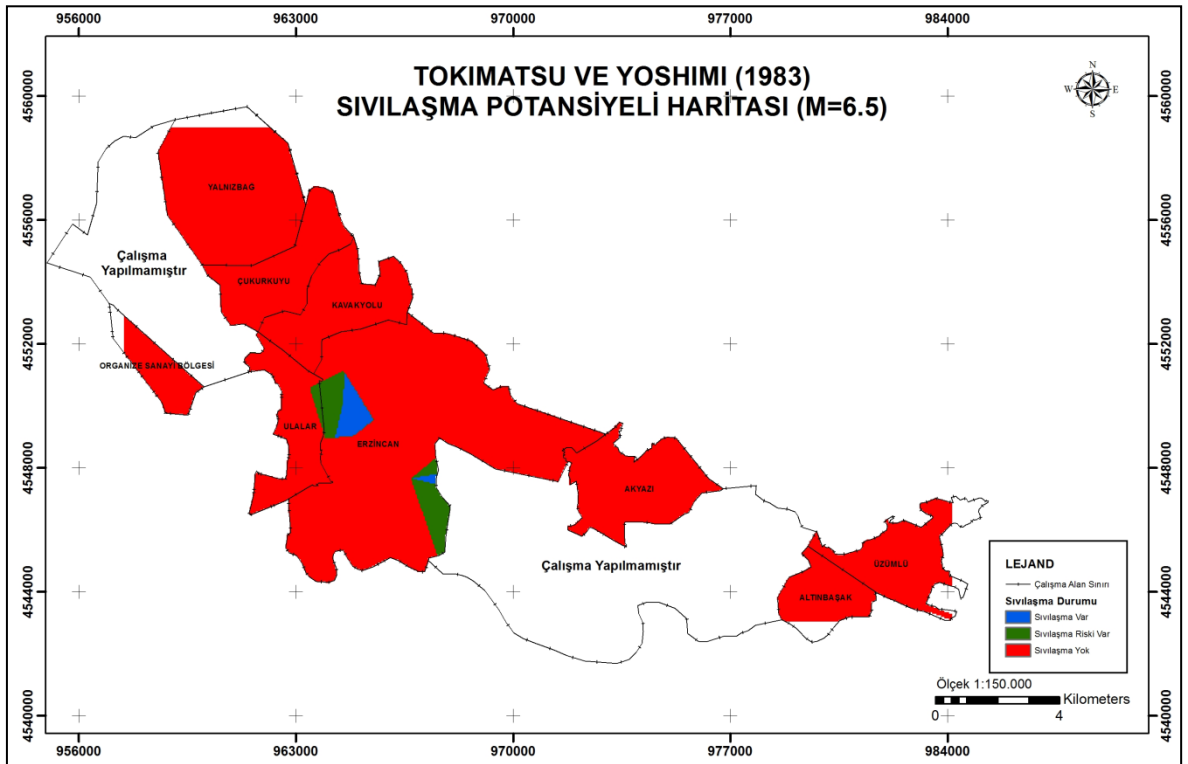 956000 963000 970000 977000 984000
TOKIMATSU VE YOSHIMI (1983)
SIVILAŞMA POTANSİYELİ HARİTASI (M=6.5)
N
W E
S
4560000 4560000
YALNIZBAG
4556000 4556000
Çalışma
Yapılmamıştır
ÇUKURKUYU
KAVAKYOLU
4552000 4552000
ORGANIZE SANAYİ BÖLGESİ
ULALAR
ERZİNCAN
4548000 4548000
AKYAZI
Çalışma Yapılmamıştır
ÜZÜMLÜ
ALTINBAŞAK
4544000 4544000
LEJAND
Çalışma Alan Sınırı
Sıvılaşma Durumu
Sıvılaşma Var
Sıvılaşma Riski Var
Sıvılaşma Yok
Ölçek 1:150.000
Kilometers
0 4
4540000 4540000
956000 963000 970000 977000 984000